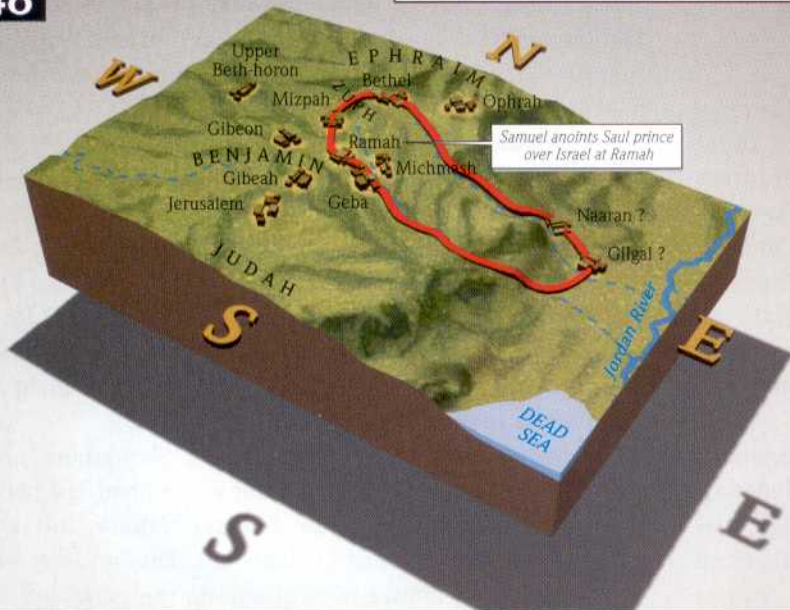 48
W
N
EPHRAIM
Upper
Beth-horon
Bethel
ZUPH
Mizpah
Ophrah
Gibeon
Ramah
Samuel anoints Saul prince
over Israel at Ramah
BENJAMIN
Michmash
Gibeah
Jerusalem
Geba
Naaran ?
Gilgal ?
JUDAH
Jordan River
S
E
DEAD
SEA
S
E